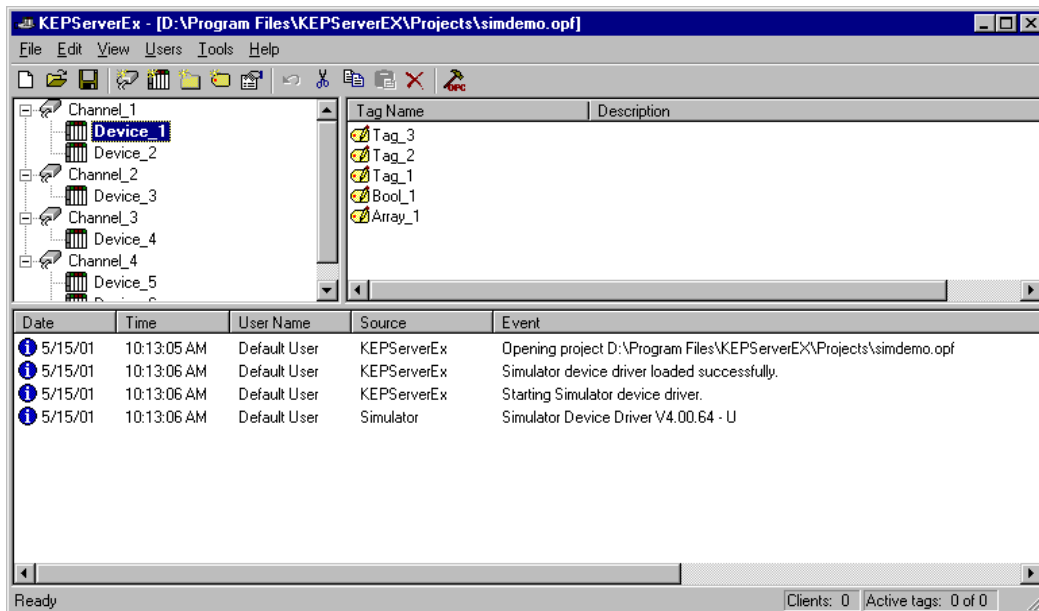 KEPServerEx - [D:\Program Files\KEPServerEX\Projects\simdemo.opf]
File Edit View Users Tools Help
OPC
Channel_1
Device_1
Device_2
Channel_2
Device_3
Channel_3
Device_4
Channel_4
Device_5
Tag Name Description
Tag_3
Tag_2
Tag_1
Bool_1
Array_1
Date Time User Name Source Event
5/15/01 10:13:05 AM Default User KEPServerEx Opening project D:\Program Files\KEPServerEX\Projects\simdemo.opf
5/15/01 10:13:06 AM Default User KEPServerEx Simulator device driver loaded successfully.
5/15/01 10:13:06 AM Default User KEPServerEx Starting Simulator device driver.
5/15/01 10:13:06 AM Default User Simulator Simulator Device Driver V4.00.64 - U
Ready Clients: 0 Active tags: 0 of 0